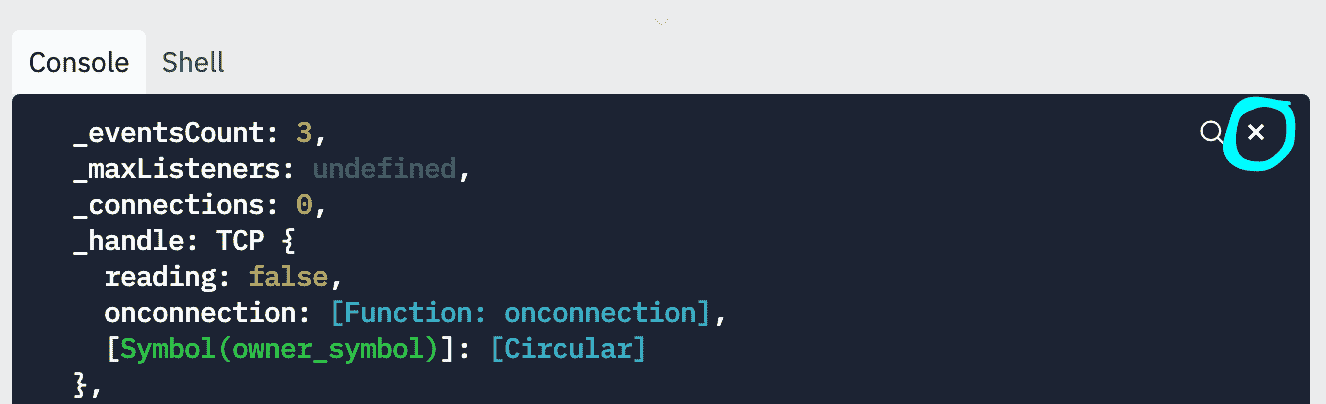 Console Shell
_eventsCount: 3,
_maxListeners: undefined,
_connections: 0,
_handle: TCP {
reading: false,
onconnection: [Function: onconnection],
[Symbol(owner_symbol)]: [Circular]
},